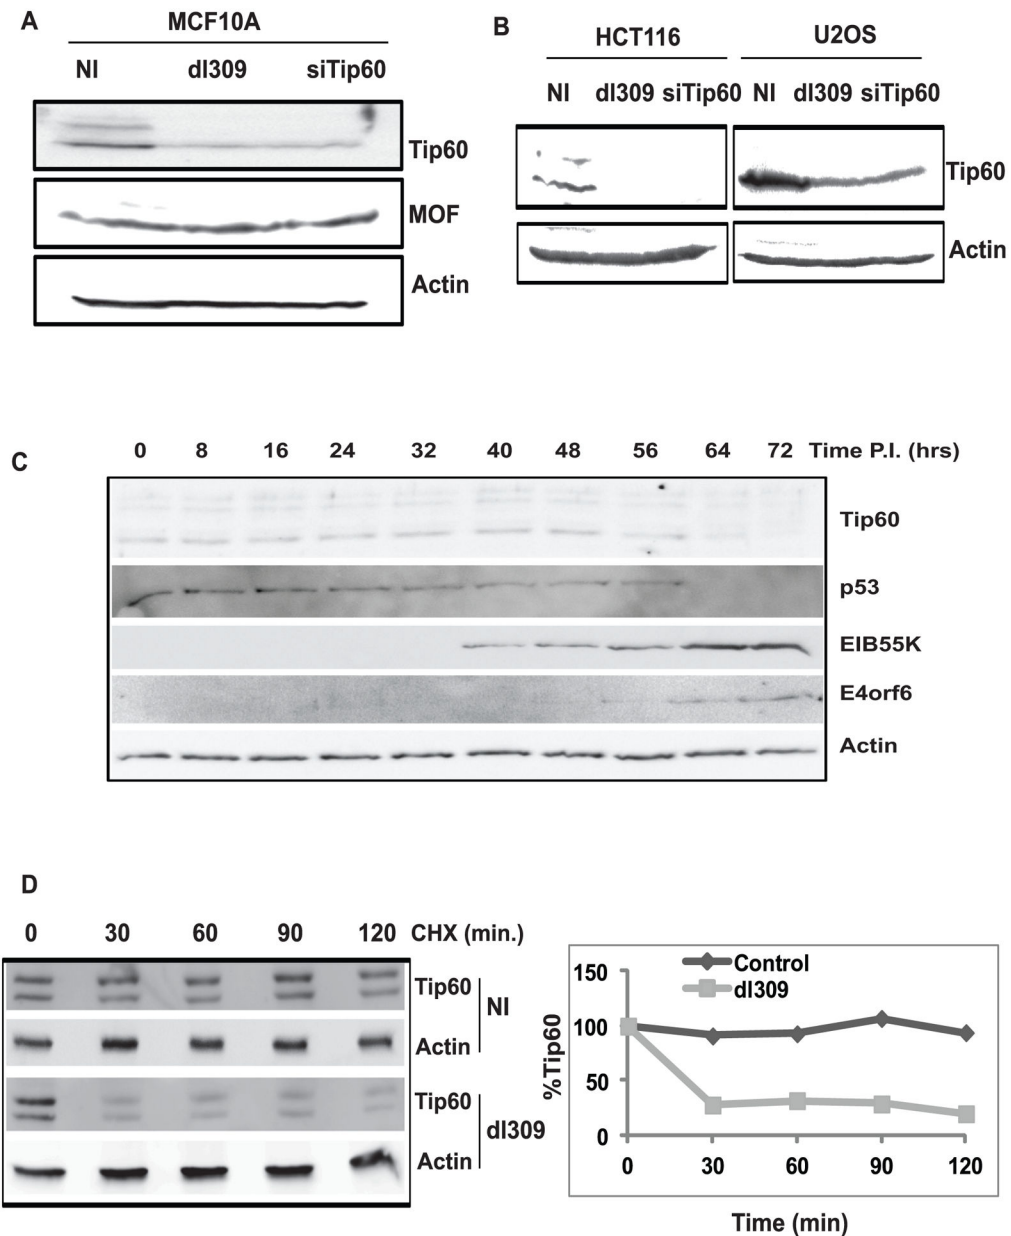 A
MCF10A
NI dl309 siTip60
Tip60
MOF
Actin
B
HCT116 U2OS
NI dl309 siTip60 NI dl309 siTip60
Tip60
Actin
C
0 8 16 24 32 40 48 56 64 72 Time P.I. (hrs)
Tip60
p53
EIB55K
E4orf6
Actin
D
0 30 60 90 120 CHX (min.)
Tip60
NI
Actin
Tip60
dl309
Actin
Control
dl309
%Tip60
150
100
50
0
0 30 60 90 120
Time (min)